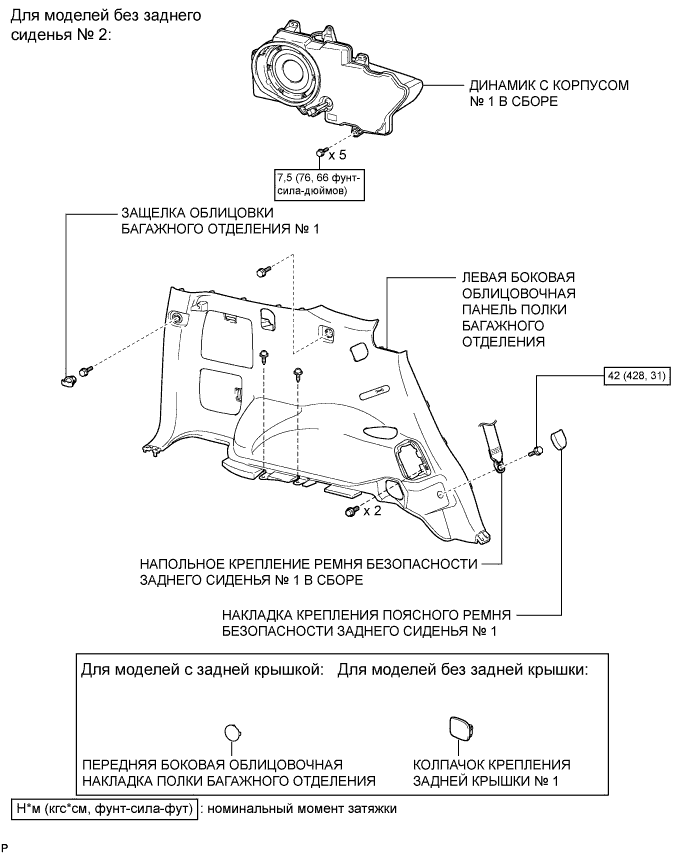 Для моделей без заднего
сиденья № 2:
ДИНАМИК С КОРПУСОМ
№ 1 В СБОРЕ
x 5
7,5 (76, 66 фунт-
сила-дюймов)
ЗАЩЕЛКА ОБЛИЦОВКИ
БАГАЖНОГО ОТДЕЛЕНИЯ № 1
ЛЕВАЯ БОКОВАЯ
ОБЛИЦОВОЧНАЯ
ПАНЕЛЬ ПОЛКИ
БАГАЖНОГО
ОТДЕЛЕНИЯ
42 (428, 31)
x 2
НАПОЛЬНОЕ КРЕПЛЕНИЕ РЕМНЯ БЕЗОПАСНОСТИ
ЗАДНЕГО СИДЕНЬЯ № 1 В СБОРЕ
НАКЛАДКА КРЕПЛЕНИЯ ПОЯСНОГО РЕМНЯ
БЕЗОПАСНОСТИ ЗАДНЕГО СИДЕНЬЯ № 1
Для моделей с задней крышкой:
Для моделей без задней крышки:
ПЕРЕДНЯЯ БОКОВАЯ ОБЛИЦОВОЧНАЯ
НАКЛАДКА ПОЛКИ БАГАЖНОГО ОТДЕЛЕНИЯ
КОЛПАЧОК КРЕПЛЕНИЯ
ЗАДНЕЙ КРЫШКИ № 1
Н*м (кгс*см, фунт-сила-фут) : номинальный момент затяжки
P